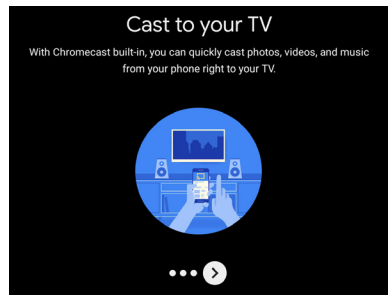 Cast to your TV
With Chromecast built-in, you can quickly cast photos, videos, and music
from your phone right to your TV.